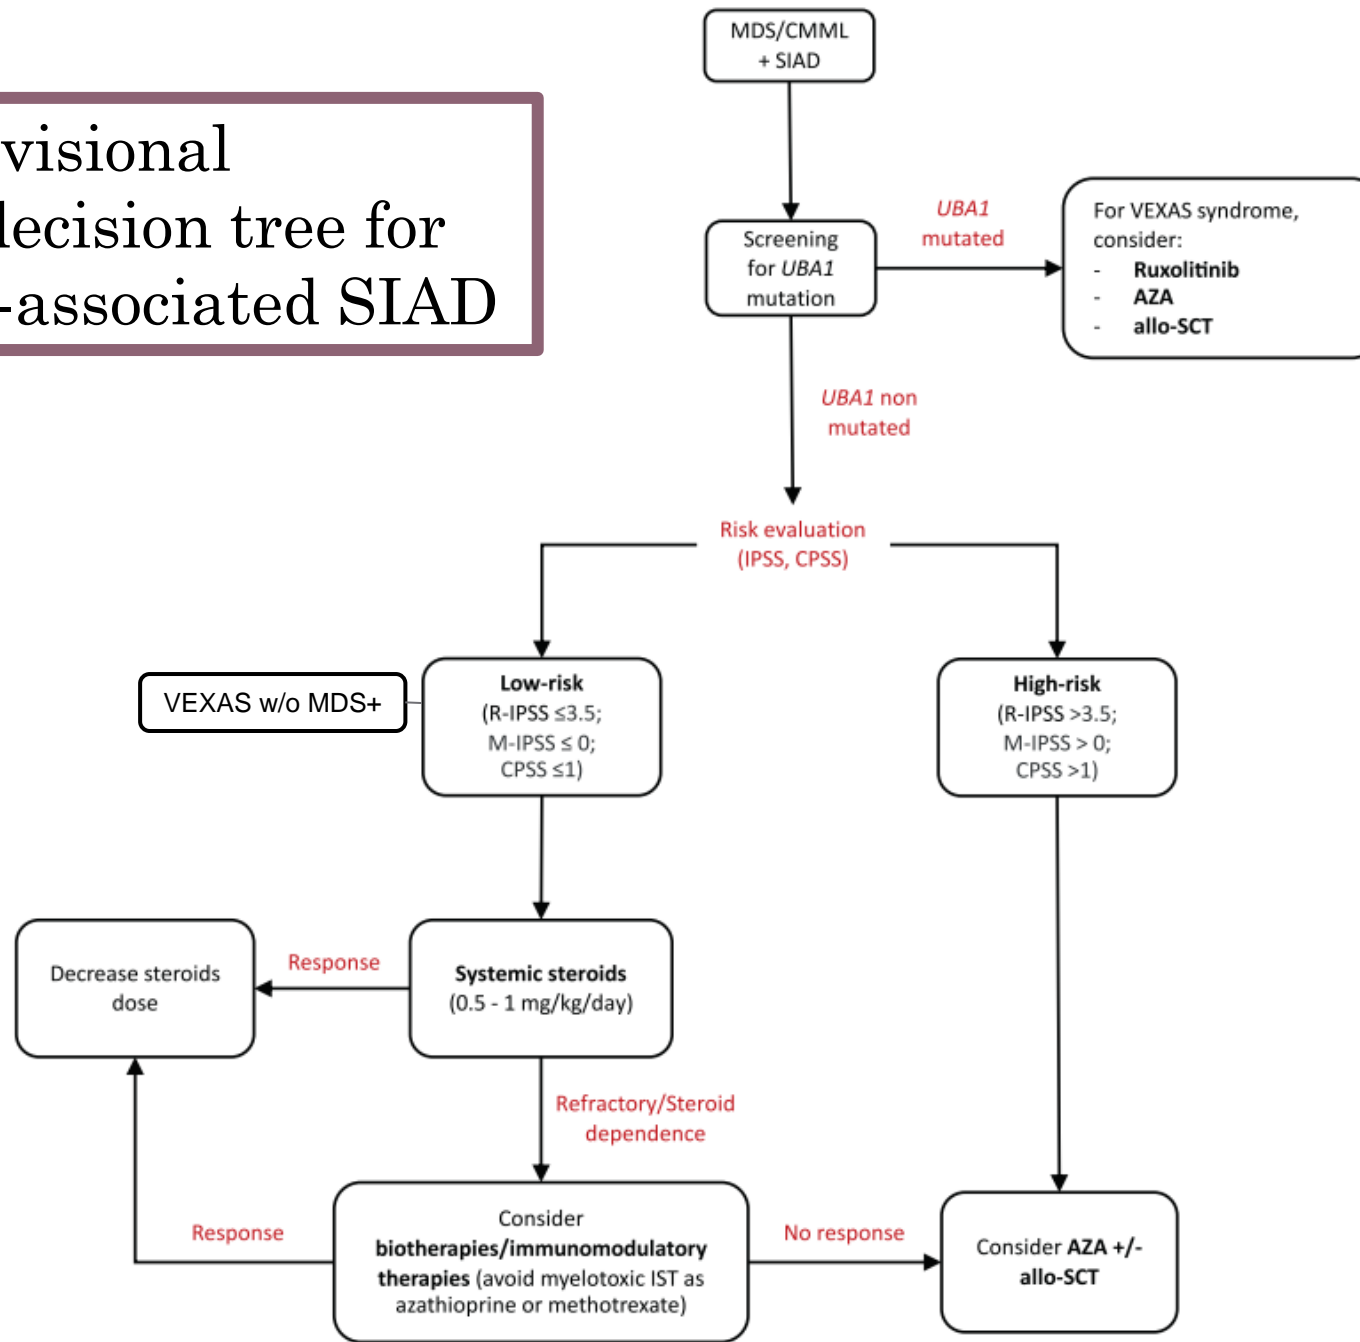 MDS/CMML
+ SIAD
visional
decision tree for
-associated SIAD
Screening
for UBA1
mutation
UBA1
mutated
For VEXAS syndrome,
consider:
- Ruxolitinib
- AZA
- allo-SCT
UBA1 non
mutated
Risk evaluation
(IPSS, CPSS)
VEXAS w/o MDS+
Low-risk
(R-IPSS ≤3.5;
M-IPSS ≤ 0;
CPSS ≤1)
High-risk
(R-IPSS >3.5;
M-IPSS > 0;
CPSS >1)
Decrease steroids
dose
Response
Systemic steroids
(0.5 - 1 mg/kg/day)
Refractory/Steroid
dependence
Response
Consider
biotherapies/immunomodulatory
therapies (avoid myelotoxic IST as
azathioprine or methotrexate)
No response
Consider AZA +/-
allo-SCT